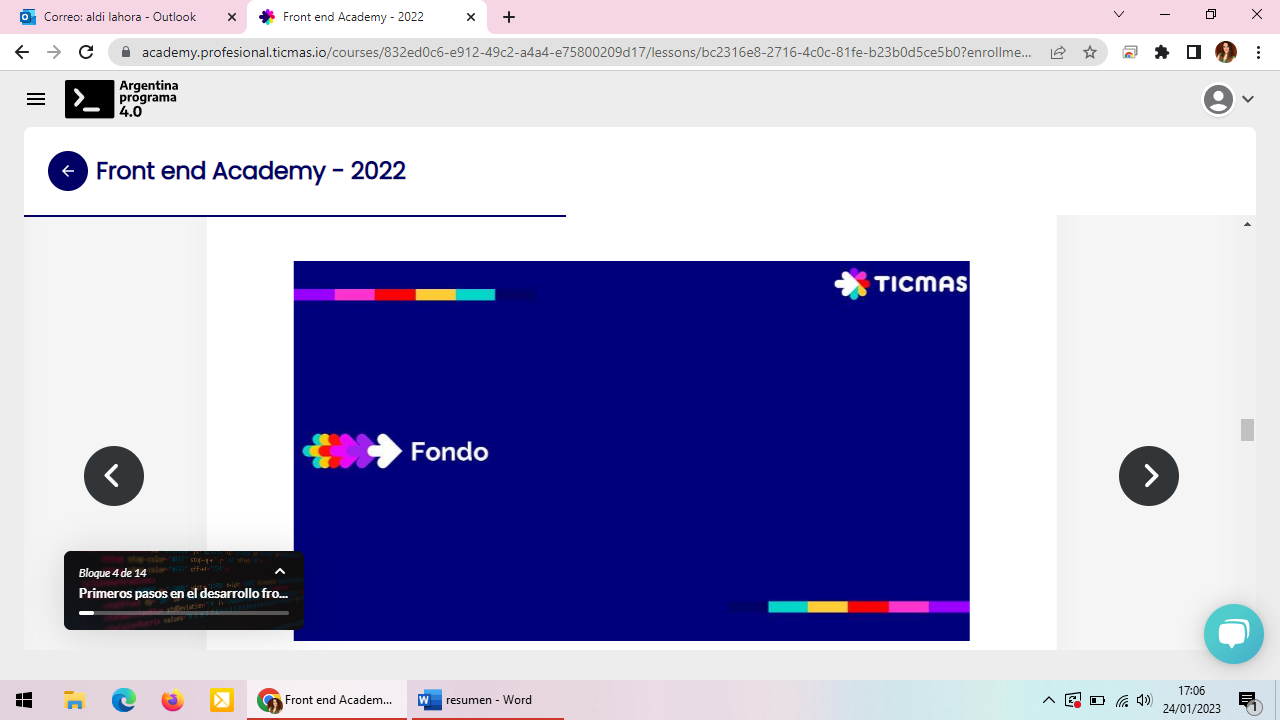 Correo: aldi lahora - Outlook
Front end Academy - 2022
academy.profesional.ticmas.io/courses/832ed0c6-e912-49c2-a4a4-e75800209d17/lessons/bc2316e8-2716-4c0c-81fe-b23b0d5ce5b0?enrollme...
Argentina
programa
4.0
Front end Academy - 2022
TICMAS
Fondo
Bloque 4 de 14
Primeros pasos en el desarrollo fro...
Front end Academ...
resumen - Word
17:06
24/01/2023
1